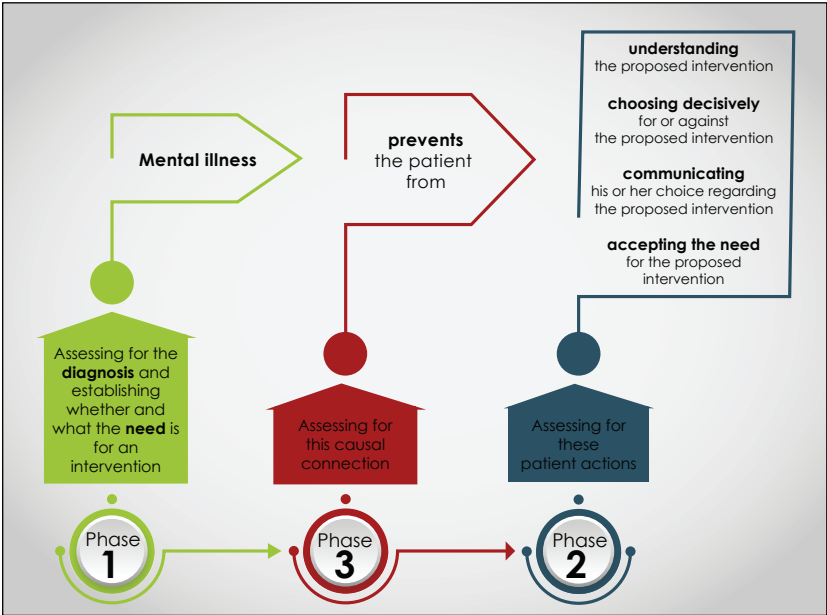 Mental illness
prevents
the patient
from
understanding
the proposed intervention
choosing decisively
for or against
the proposed intervention
communicating
his or her choice regarding
the proposed intervention
accepting the need
for the proposed
intervention
Assessing for the
diagnosis and
establishing
whether and
what the need is
for an
intervention
Assessing for
this causal
connection
Assessing for
these
patient actions
Phase
1
Phase
3
Phase
2